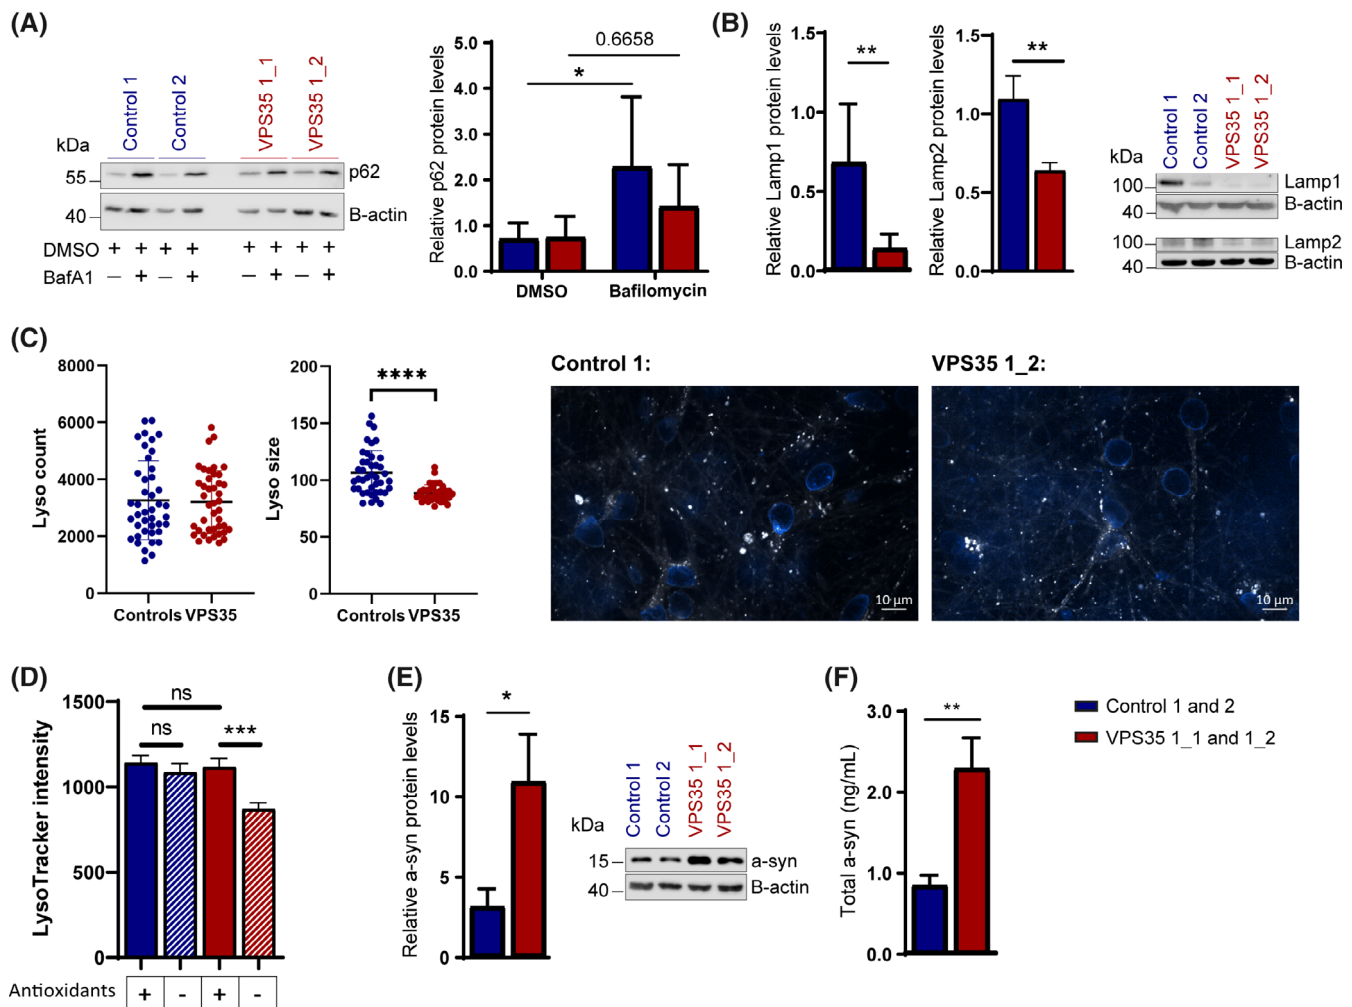 (A)
kDa
Control 1
Control 2
VPS35 1_1
VPS35 1_2
55
p62
40
B-actin
DMSO + + + + + + + +
BafA1 — + — + — + — +
Relative p62 protein levels
5.0
4.0
3.0
2.0
1.0
0.0
0.6658
*
DMSO
Bafilomycin
(B)
Relative Lamp1 protein levels
1.5
1.0
0.5
0.0
**
Relative Lamp2 protein levels
1.5
1.0
0.5
0.0
**
kDa
Control 1
Control 2
VPS35 1_1
VPS35 1_2
100
Lamp1
40
B-actin
100
Lamp2
40
B-actin
(C)
Lyso count
8000
6000
4000
2000
0
Controls VPS35
Lyso size
200
150
100
50
0
****
Controls VPS35
Control 1:
10 µm
VPS35 1_2:
10 µm
(D)
LysoTracker intensity
1500
1000
500
0
ns
ns
***
Antioxidants + - + -
(E)
Relative a-syn protein levels
15
10
5
0
*
kDa
Control 1
Control 2
VPS35 1_1
VPS35 1_2
15
a-syn
40
B-actin
(F)
Total a-syn (ng/mL)
3.0
2.0
1.0
0.0
**
Control 1 and 2
VPS35 1_1 and 1_2